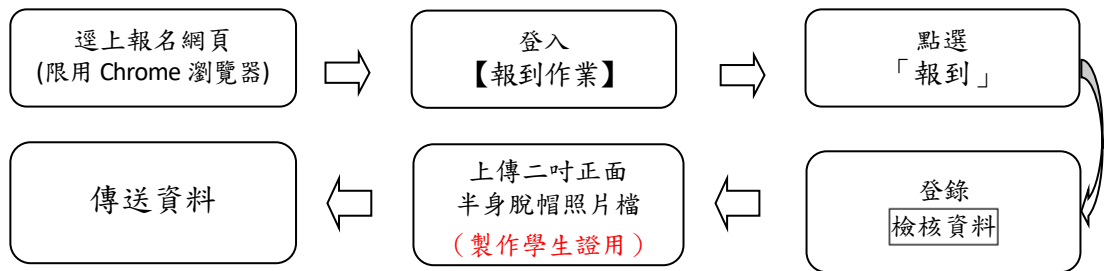 逕上報名網頁
(限用 Chrome 瀏覽器)
登入
【報到作業】
點選
「報到」
登錄
檢核資料
上傳二吋正面
半身脫帽照片檔
（製作學生證用）
傳送資料